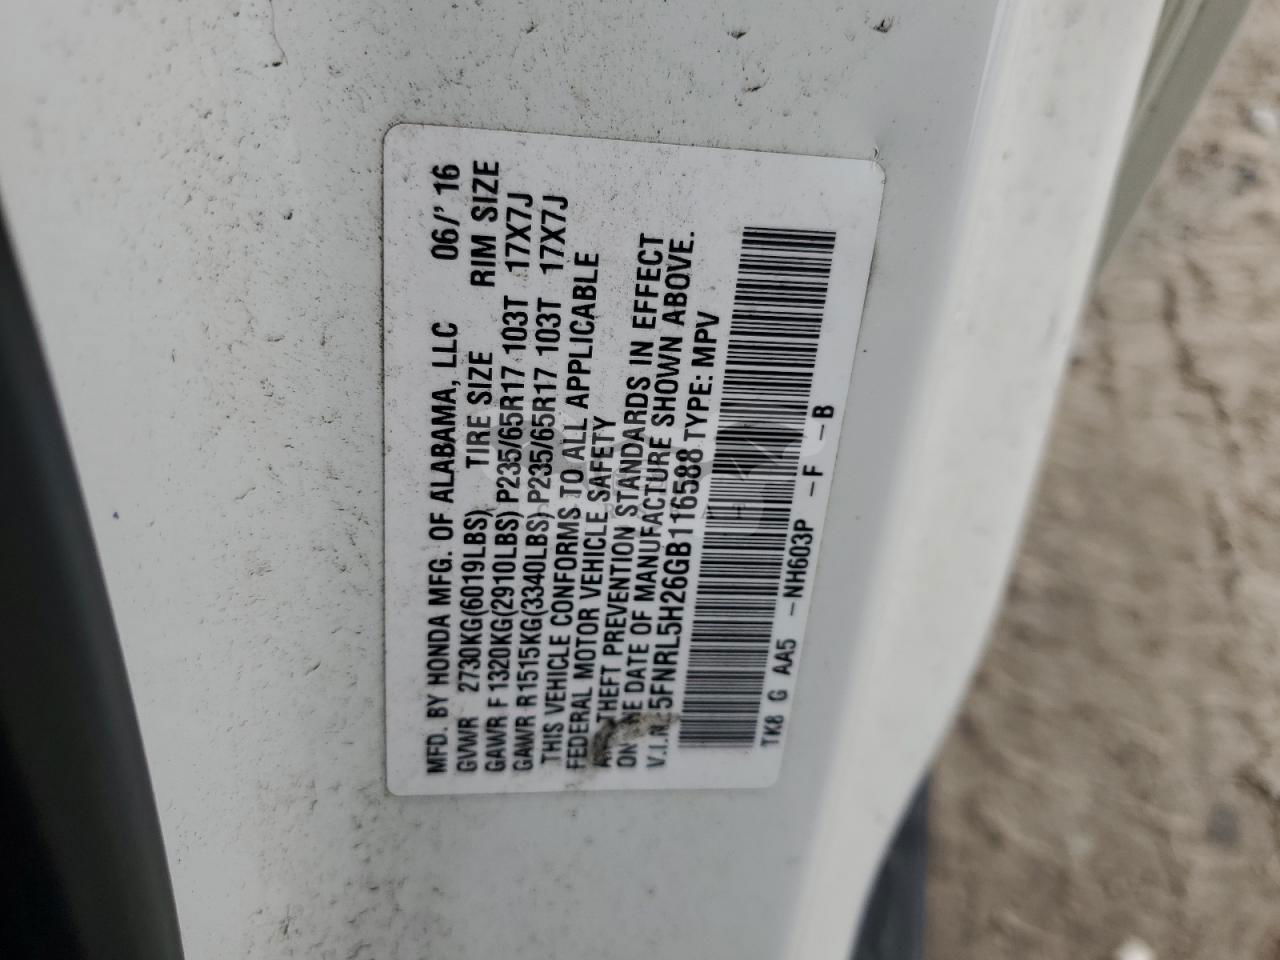 MFD. BY HONDA MFG. OF ALABAMA, LLC 06/' 16
GVWR 2730KG(6019LBS) TIRE SIZE RIM SIZE
GAWR F 1320KG(2910LBS) P235/65R17 103T 17X7J
GAWR R1515KG(3340LBS) P235/65R17 103T 17X7J
THIS VEHICLE CONFORMS TO ALL APPLICABLE
FEDERAL MOTOR VEHICLE SAFETY
THEFT PREVENTION STANDARDS IN EFFECT
ON DATE OF MANUFACTURE SHOWN ABOVE.
V.I.N. 5FNRL5H26GB116588 TYPE: MPV
TK8 G AA5 -NH603P -F -B